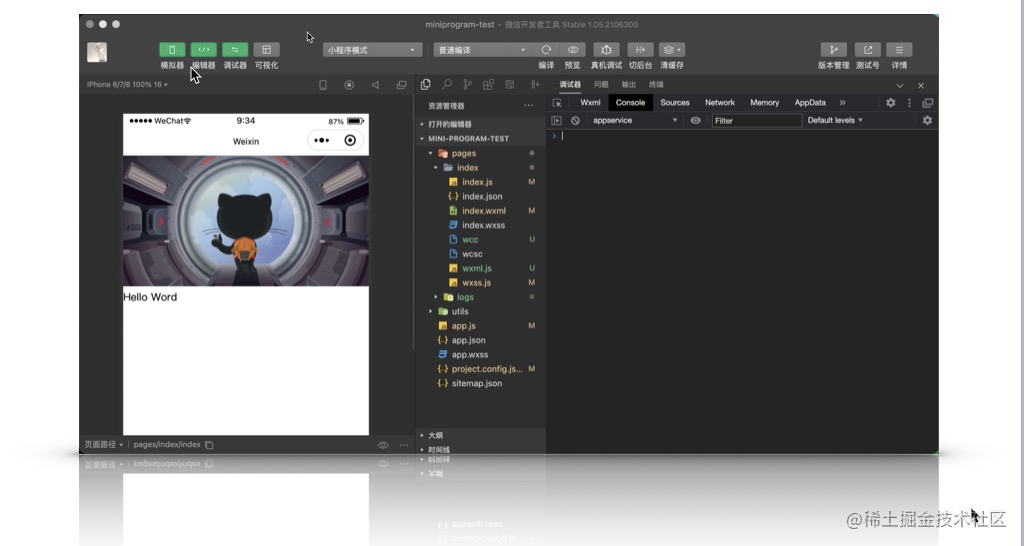 miniprogram-test - 微信开发者工具 Stable 1.05.2106300
模拟器 编辑器 调试器 可视化
小程序模式
普通编译
编译 预览 真机调试 切后台 清缓存
版本管理 测试号 详情
iPhone 6/7/8 100% 16
WeChat 9:34 87%
Weixin
Hello Word
页面路径 pages/index/index
资源管理器
打开的编辑器
MINI-PROGRAM-TEST
pages
index
index.js M
index.json
index.wxml M
index.wxss
wcc U
wcsc
wxml.js U
wxss.js M
logs
utils
app.js M
app.json
app.wxss
project.config.js... M
sitemap.json
大纲
时间线
调试器 问题 输出 终端
Wxml Console Sources Network Memory AppData »
appservice Filter Default levels
@稀土掘金技术社区